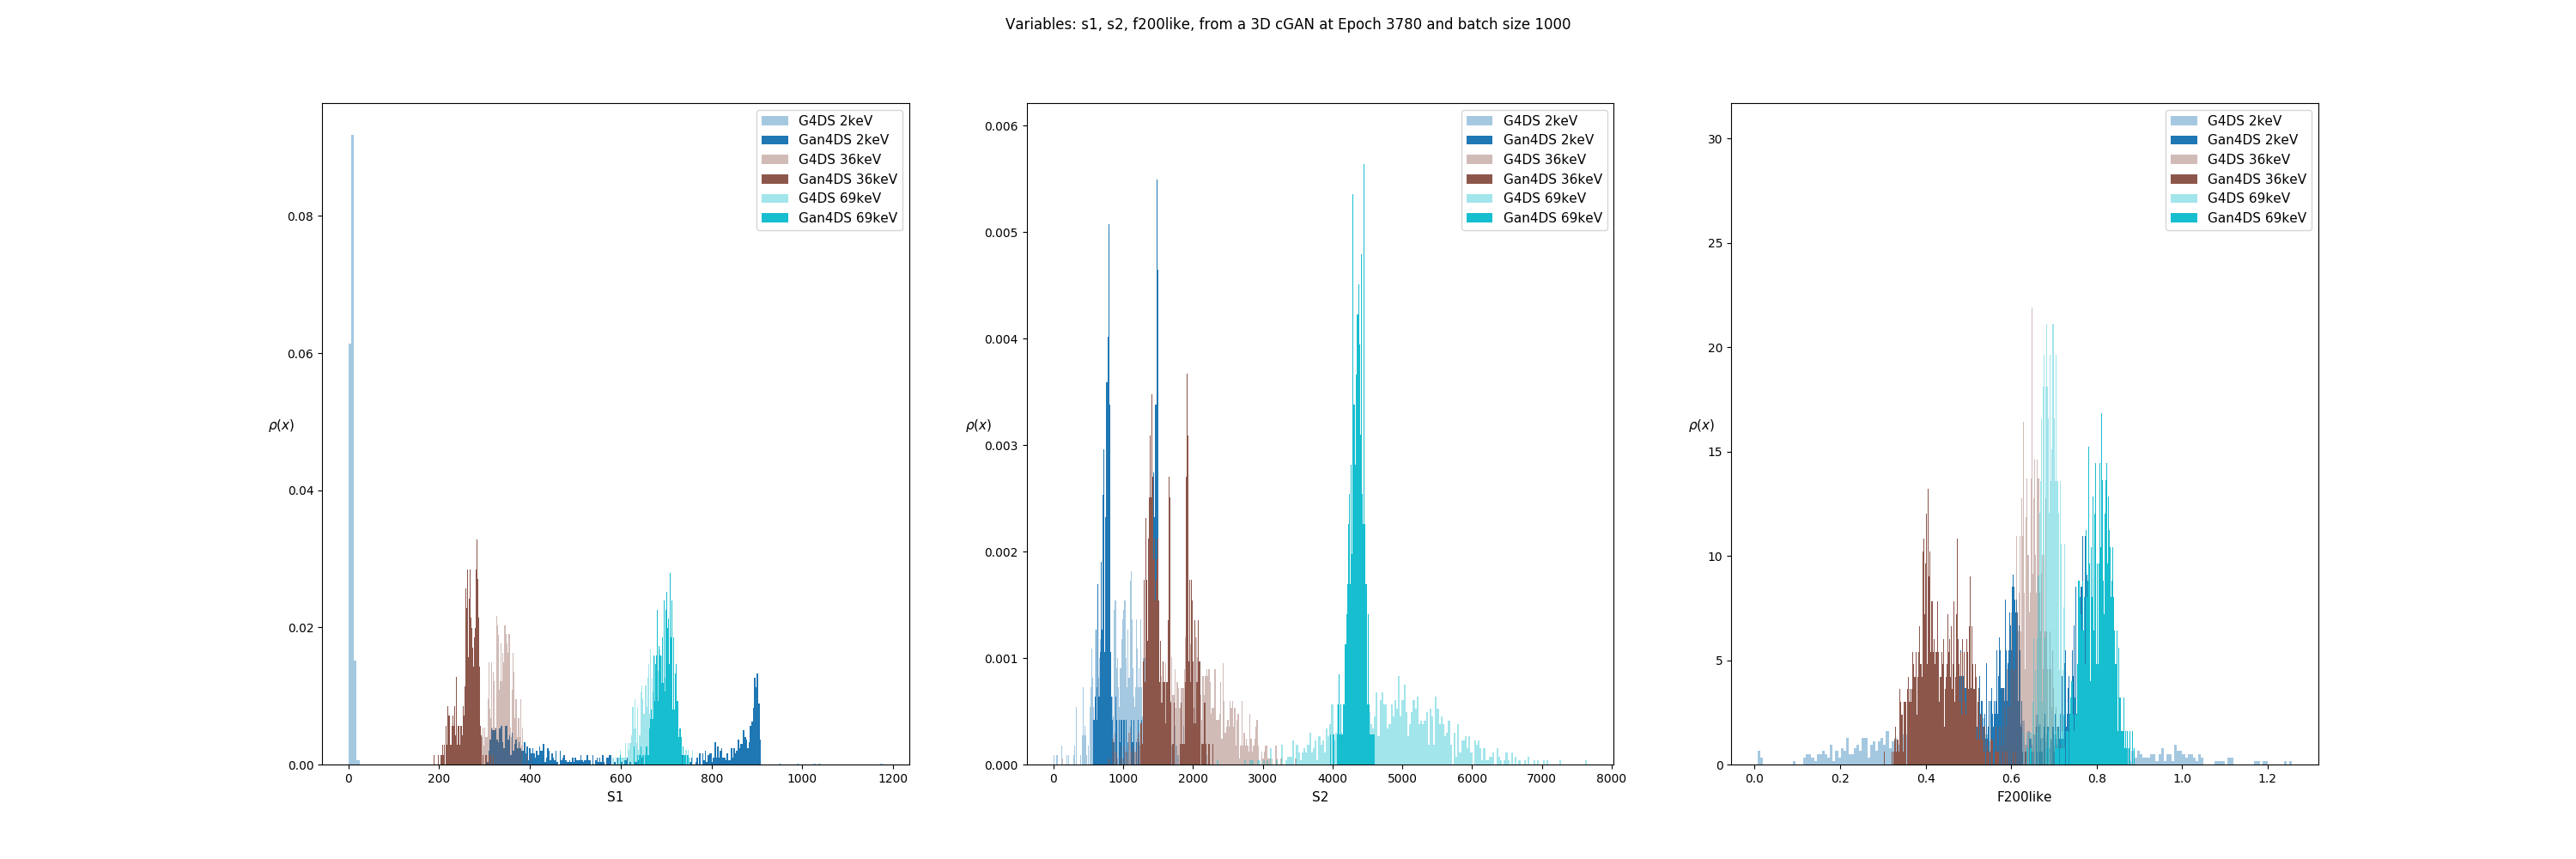 Variables: s1, s2, f200like, from a 3D cGAN at Epoch 3780 and batch size 1000
G4DS 2keV
Gan4DS 2keV
G4DS 36keV
Gan4DS 36keV
G4DS 69keV
Gan4DS 69keV
0.08
0.06
0.04
0.02
0.00
ρ(x)
0 200 400 600 800 1000 1200
S1
G4DS 2keV
Gan4DS 2keV
G4DS 36keV
Gan4DS 36keV
G4DS 69keV
Gan4DS 69keV
0.006
0.005
0.004
0.003
0.002
0.001
0.000
ρ(x)
0 1000 2000 3000 4000 5000 6000 7000 8000
S2
G4DS 2keV
Gan4DS 2keV
G4DS 36keV
Gan4DS 36keV
G4DS 69keV
Gan4DS 69keV
30
25
20
15
10
5
0
ρ(x)
0.0 0.2 0.4 0.6 0.8 1.0 1.2
F200like